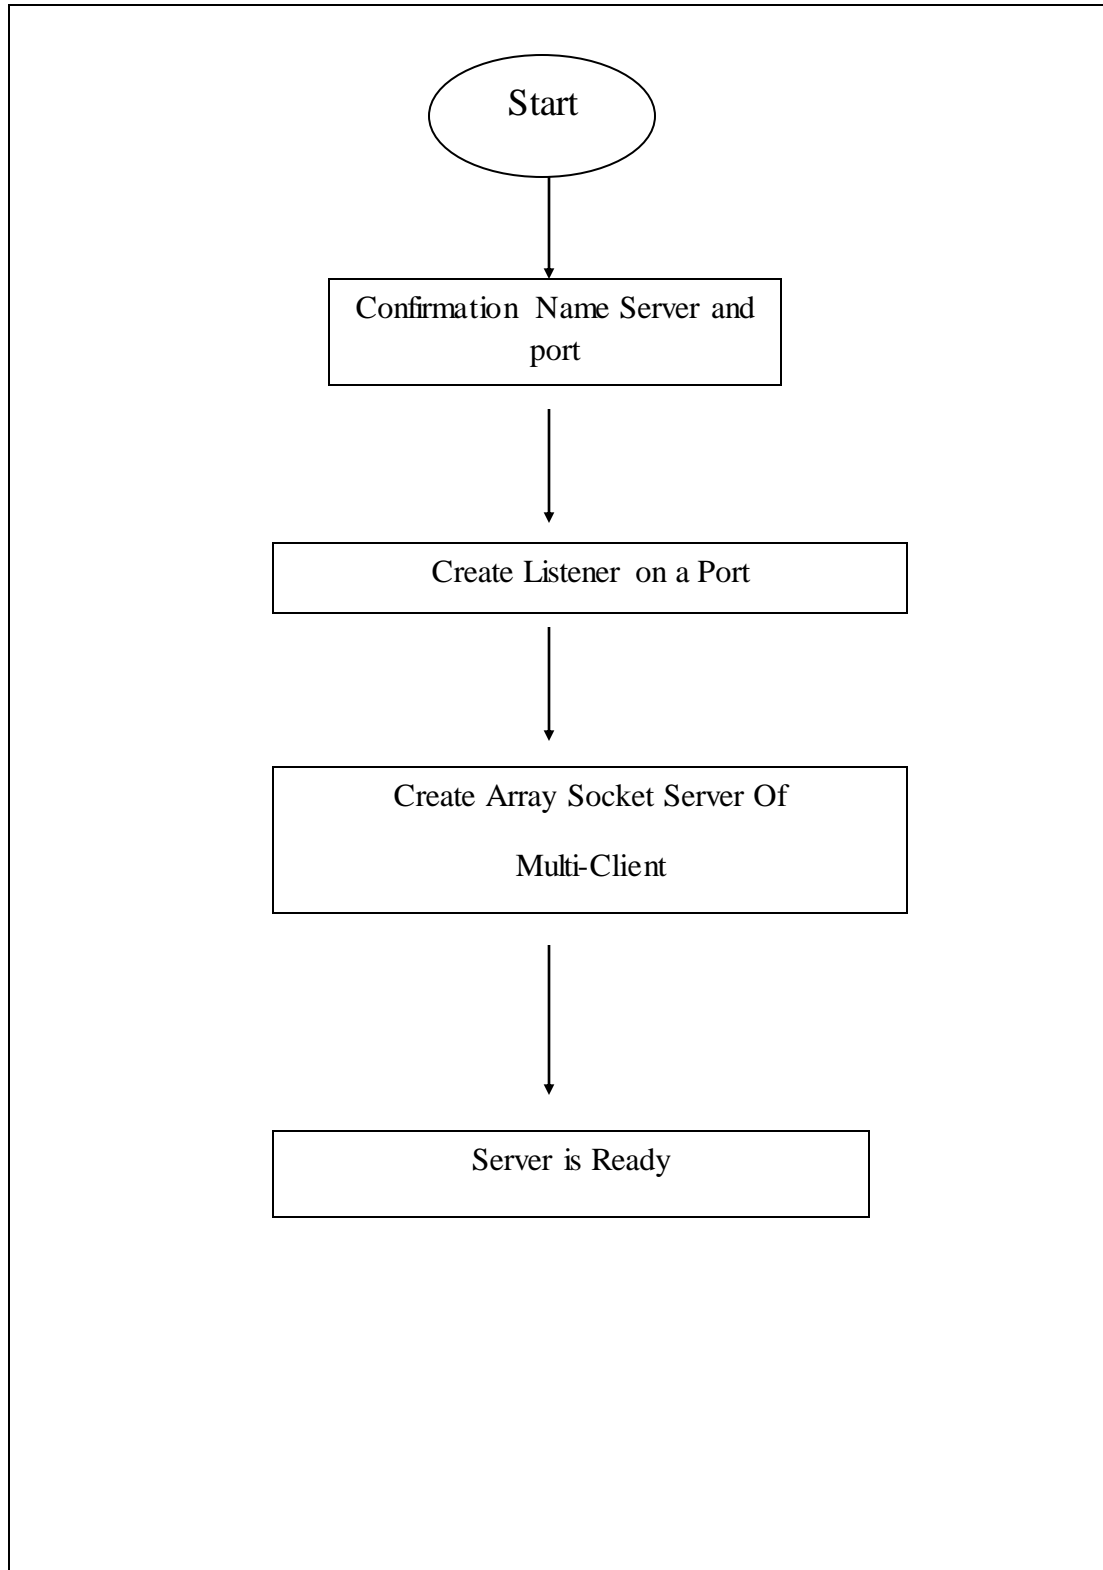 Start
Confirmation Name Server and
port
Create Listener on a Port
Create Array Socket Server Of
Multi-Client
Server is Ready